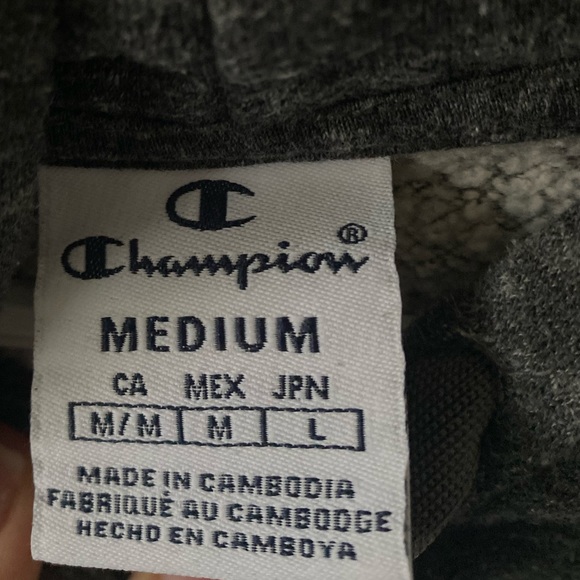 Champion®
MEDIUM
CA MEX JPN
M/M M L
MADE IN CAMBODIA
FABRIQUÉ AU CAMBODGE
HECHO EN CAMBOYA